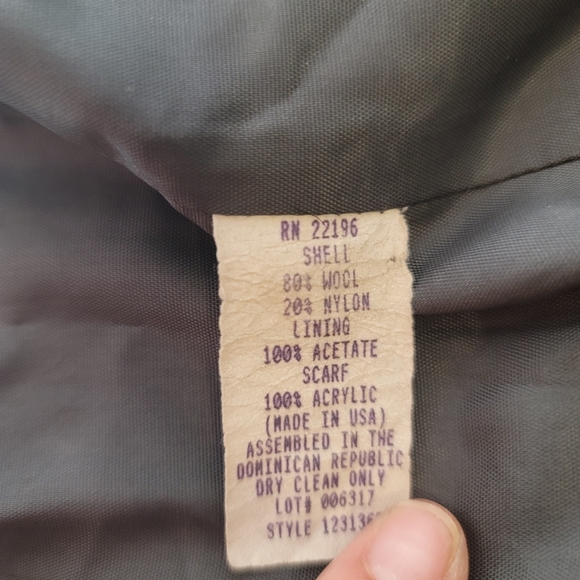 RN 22196
SHELL
80% WOOL
20% NYLON
LINING
100% ACETATE
SCARF
100% ACRYLIC
(MADE IN USA)
ASSEMBLED IN THE
DOMINICAN REPUBLIC
DRY CLEAN ONLY
LOT# 006317
STYLE